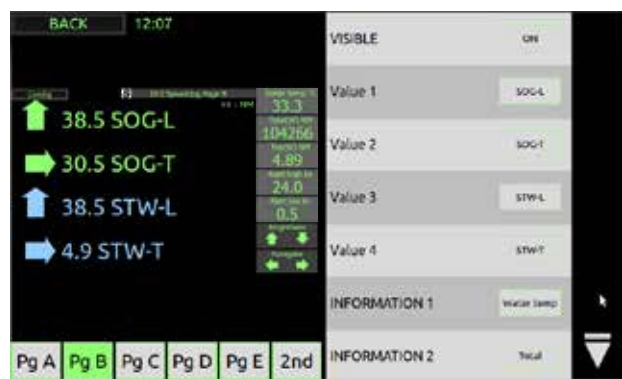 BACK 12:07
38.5 SOG-L
30.5 SOG-T
38.5 STW-L
4.9 STW-T
33.3
104266
4.89
24.0
0.5
Navigate
Pg A Pg B Pg C Pg D Pg E 2nd
VISIBLE ON
Value 1 SOG-L
Value 2 SOG-T
Value 3 STW-L
Value 4 STW-T
INFORMATION 1 Water temp
INFORMATION 2 Total